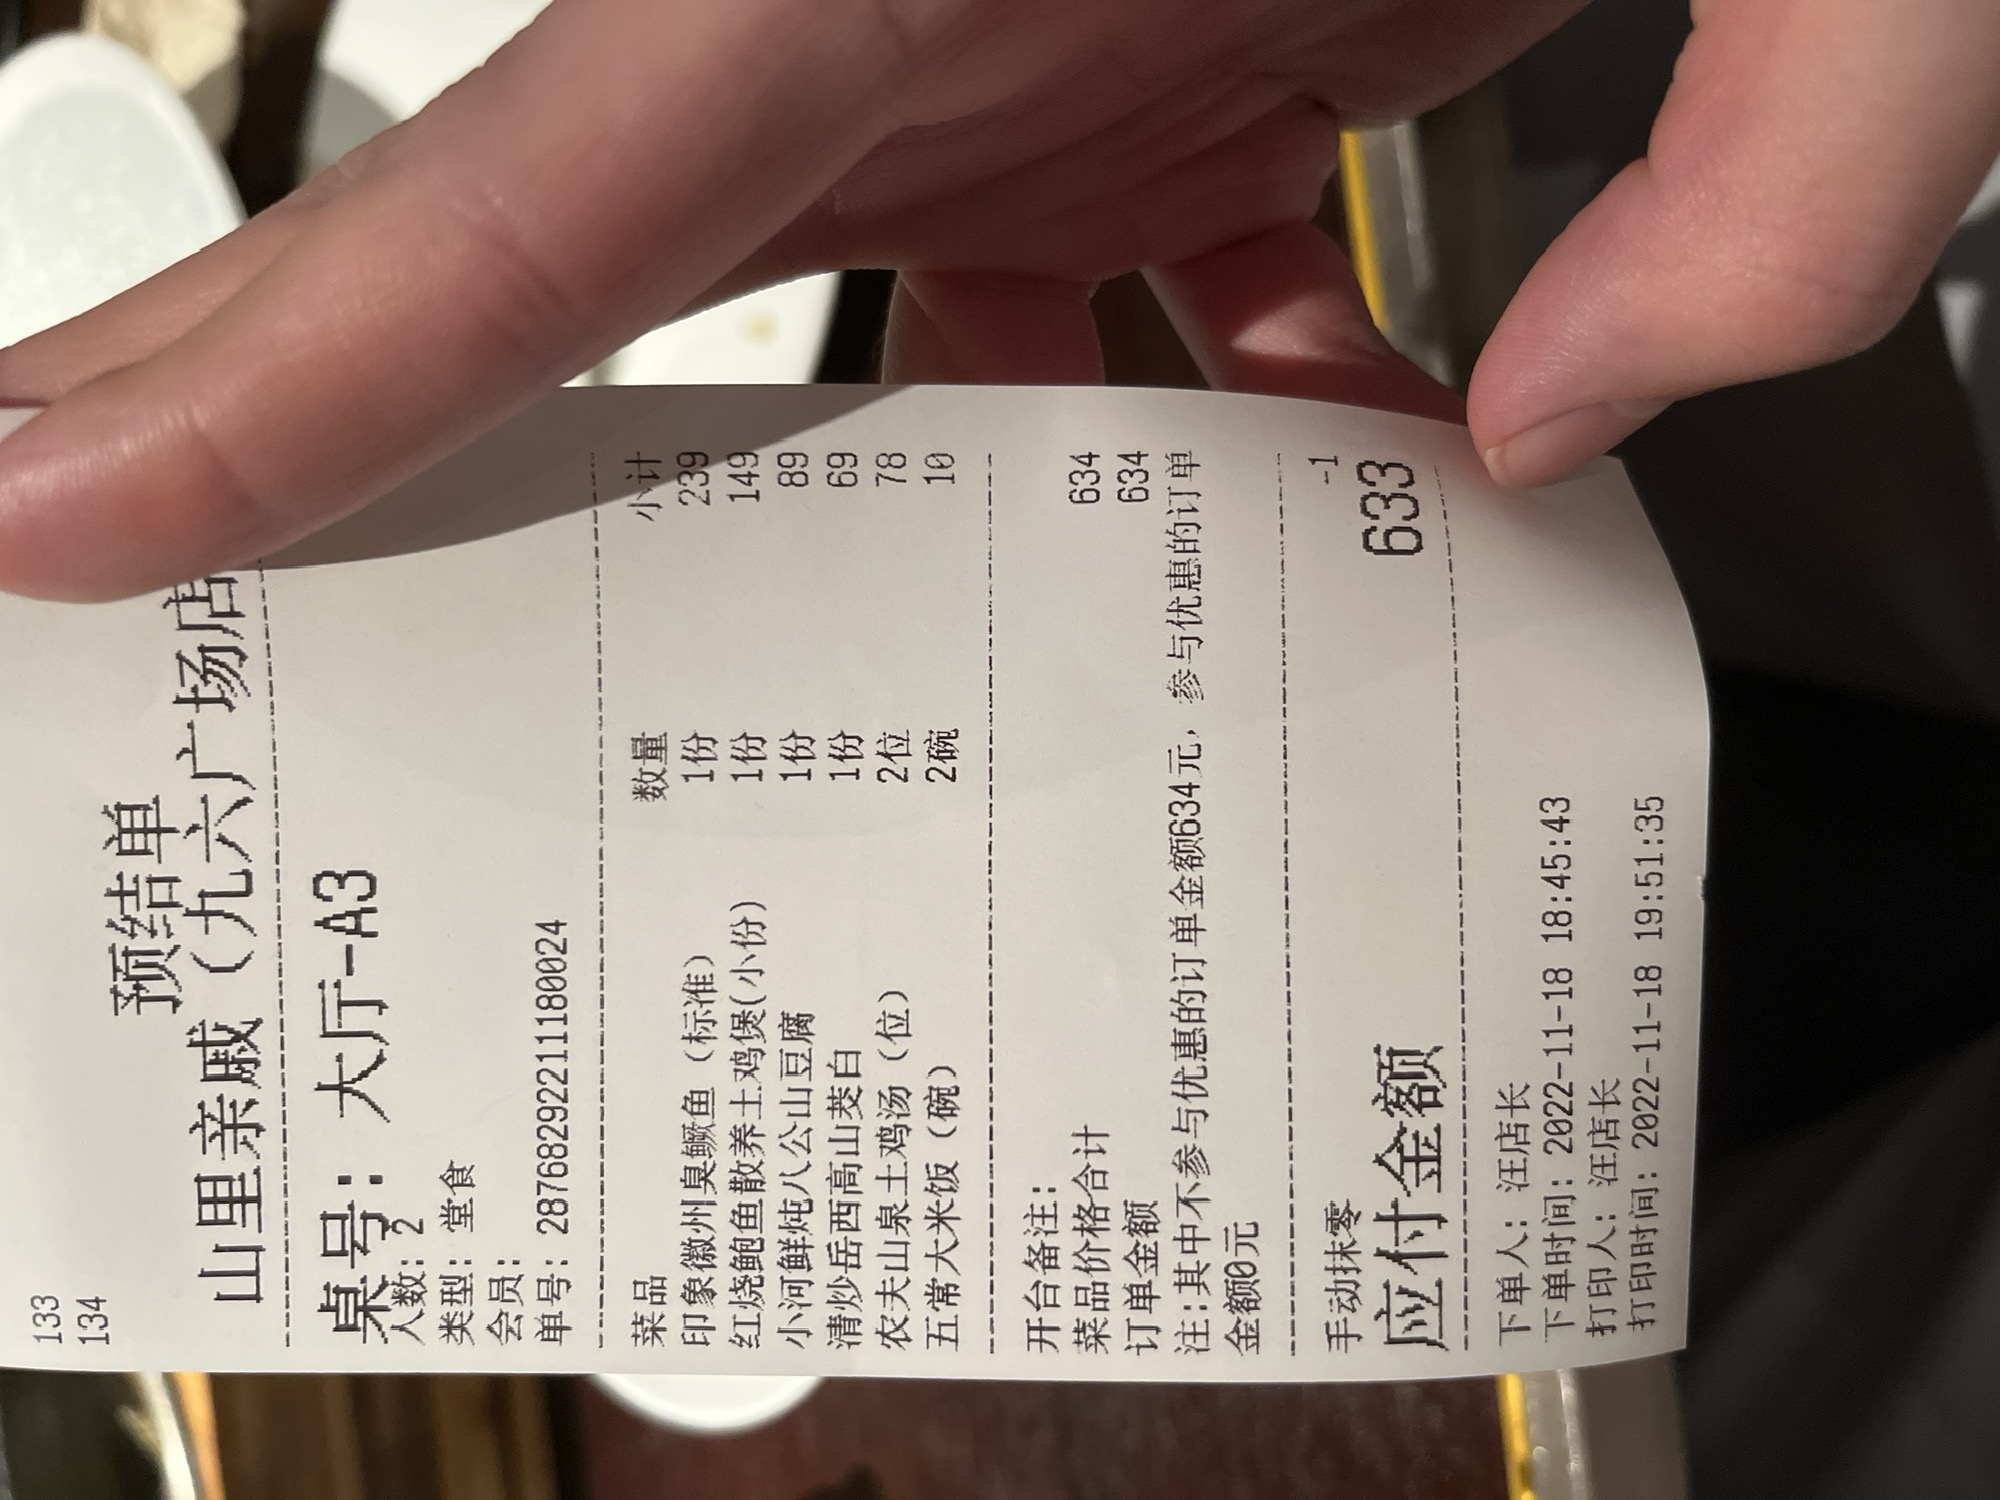 133
134
预结单
山里亲戚（九六广场店
桌号: 大厅-A3
人数: 2
类型: 堂食
会员:
单号: 287682922111180024
菜品 数量 小计
印象徽州臭鳜鱼（标准） 1份 239
红烧鲍鱼散养土鸡煲(小份) 1份 149
小河鲜炖八公山豆腐 1份 89
清炒岳西高山茭白 1份 69
农夫山泉土鸡汤（位） 2位 78
五常大米饭（碗） 2碗 10
开台备注:
菜品价格合计 634
订单金额 634
注:其中不参与优惠的订单金额634元, 参与优惠的订单
金额0元
手动抹零 -1
应付金额 633
下单人: 汪店长
下单时间: 2022-11-18 18:45:43
打印人: 汪店长
打印时间: 2022-11-18 19:51:35